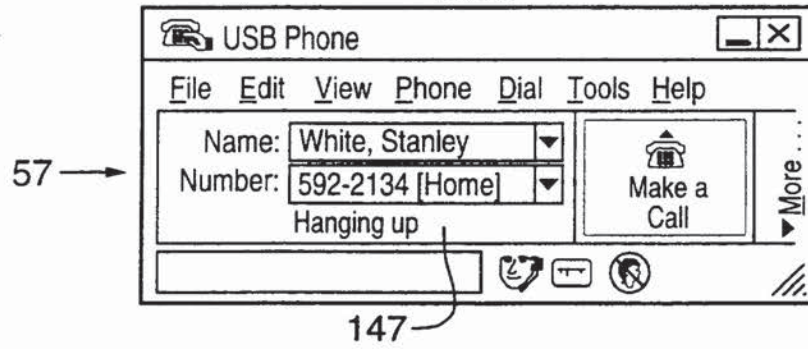 USB Phone
File Edit View Phone Dial Tools Help
Name: White, Stanley
Number: 592-2134 [Home]
Hanging up
Make a
Call
More...
57
147